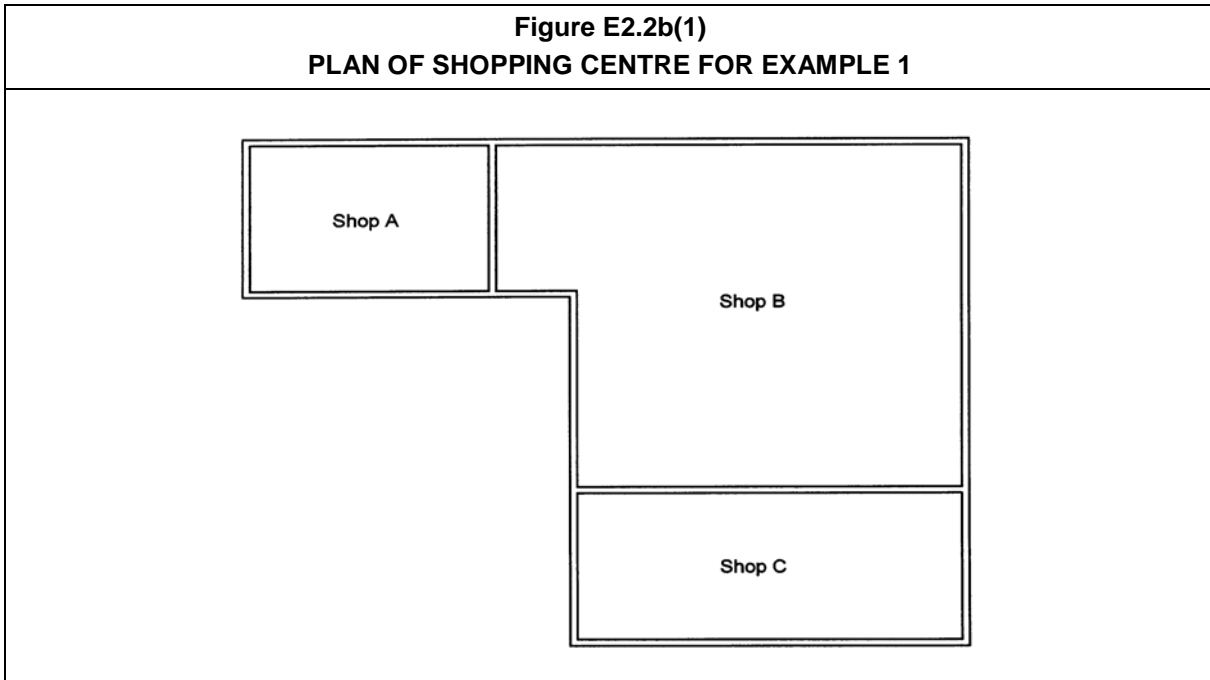 Figure E2.2b(1)
PLAN OF SHOPPING CENTRE FOR EXAMPLE 1
Shop A
Shop B
Shop C